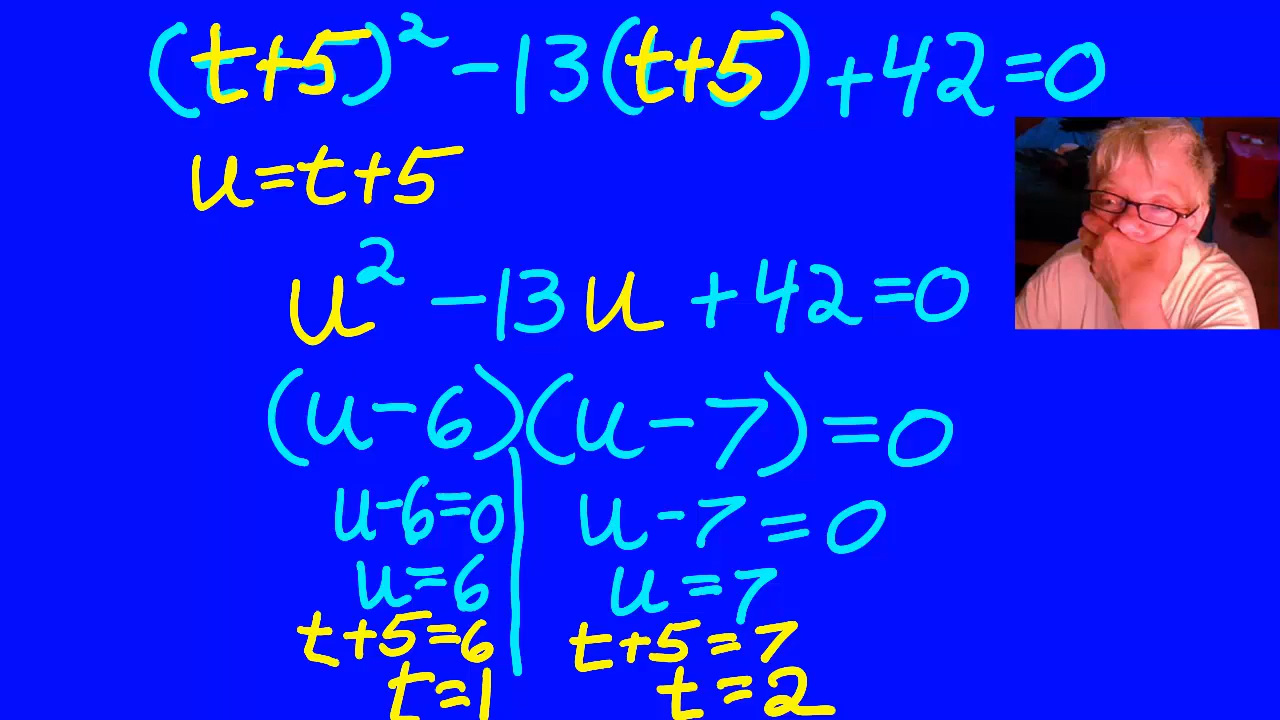 (t+5)² -13(t+5) +42=0
u=t+5
u² -13u +42=0
(u-6)(u-7)=0
u-6=0 u-7=0
u=6 u=7
t+5=6 t+5=7
t=1 t=2